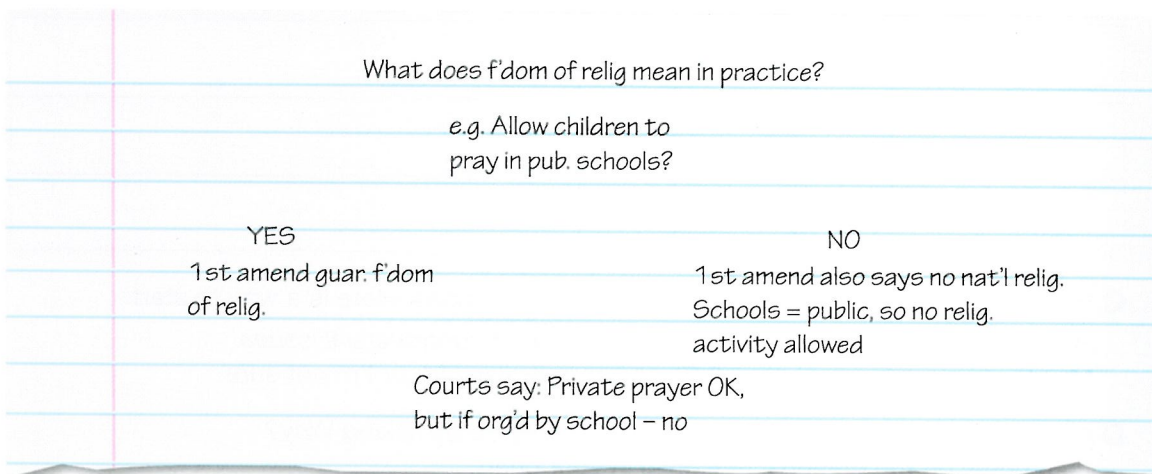 What does f'dom of relig mean in practice?
e.g. Allow children to
pray in pub. schools?
YES
1st amend guar. f'dom
of relig.
NO
1st amend also says no nat'l relig.
Schools = public, so no relig.
activity allowed
Courts say: Private prayer OK,
but if org'd by school – no